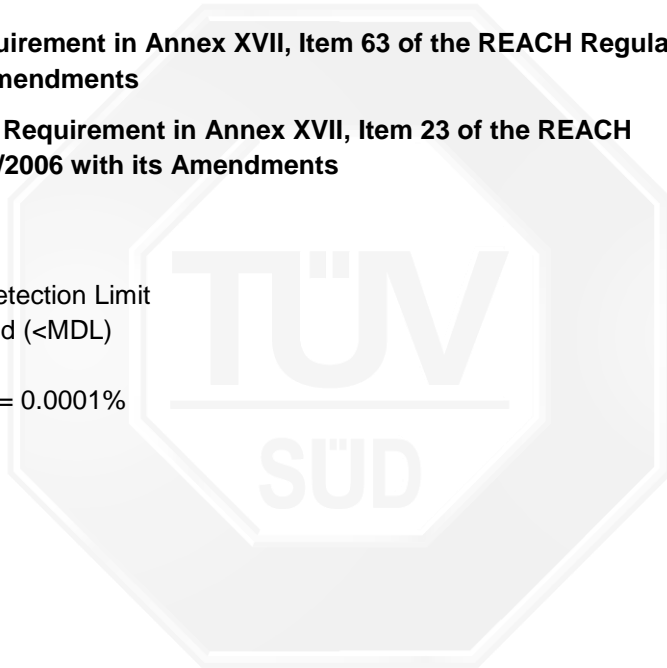 uirement in Annex XVII, Item 63 of the REACH Regula
mendments
Requirement in Annex XVII, Item 23 of the REACH
/2006 with its Amendments
etection Limit
d (<MDL)
= 0.0001%
TÜV
SÜD